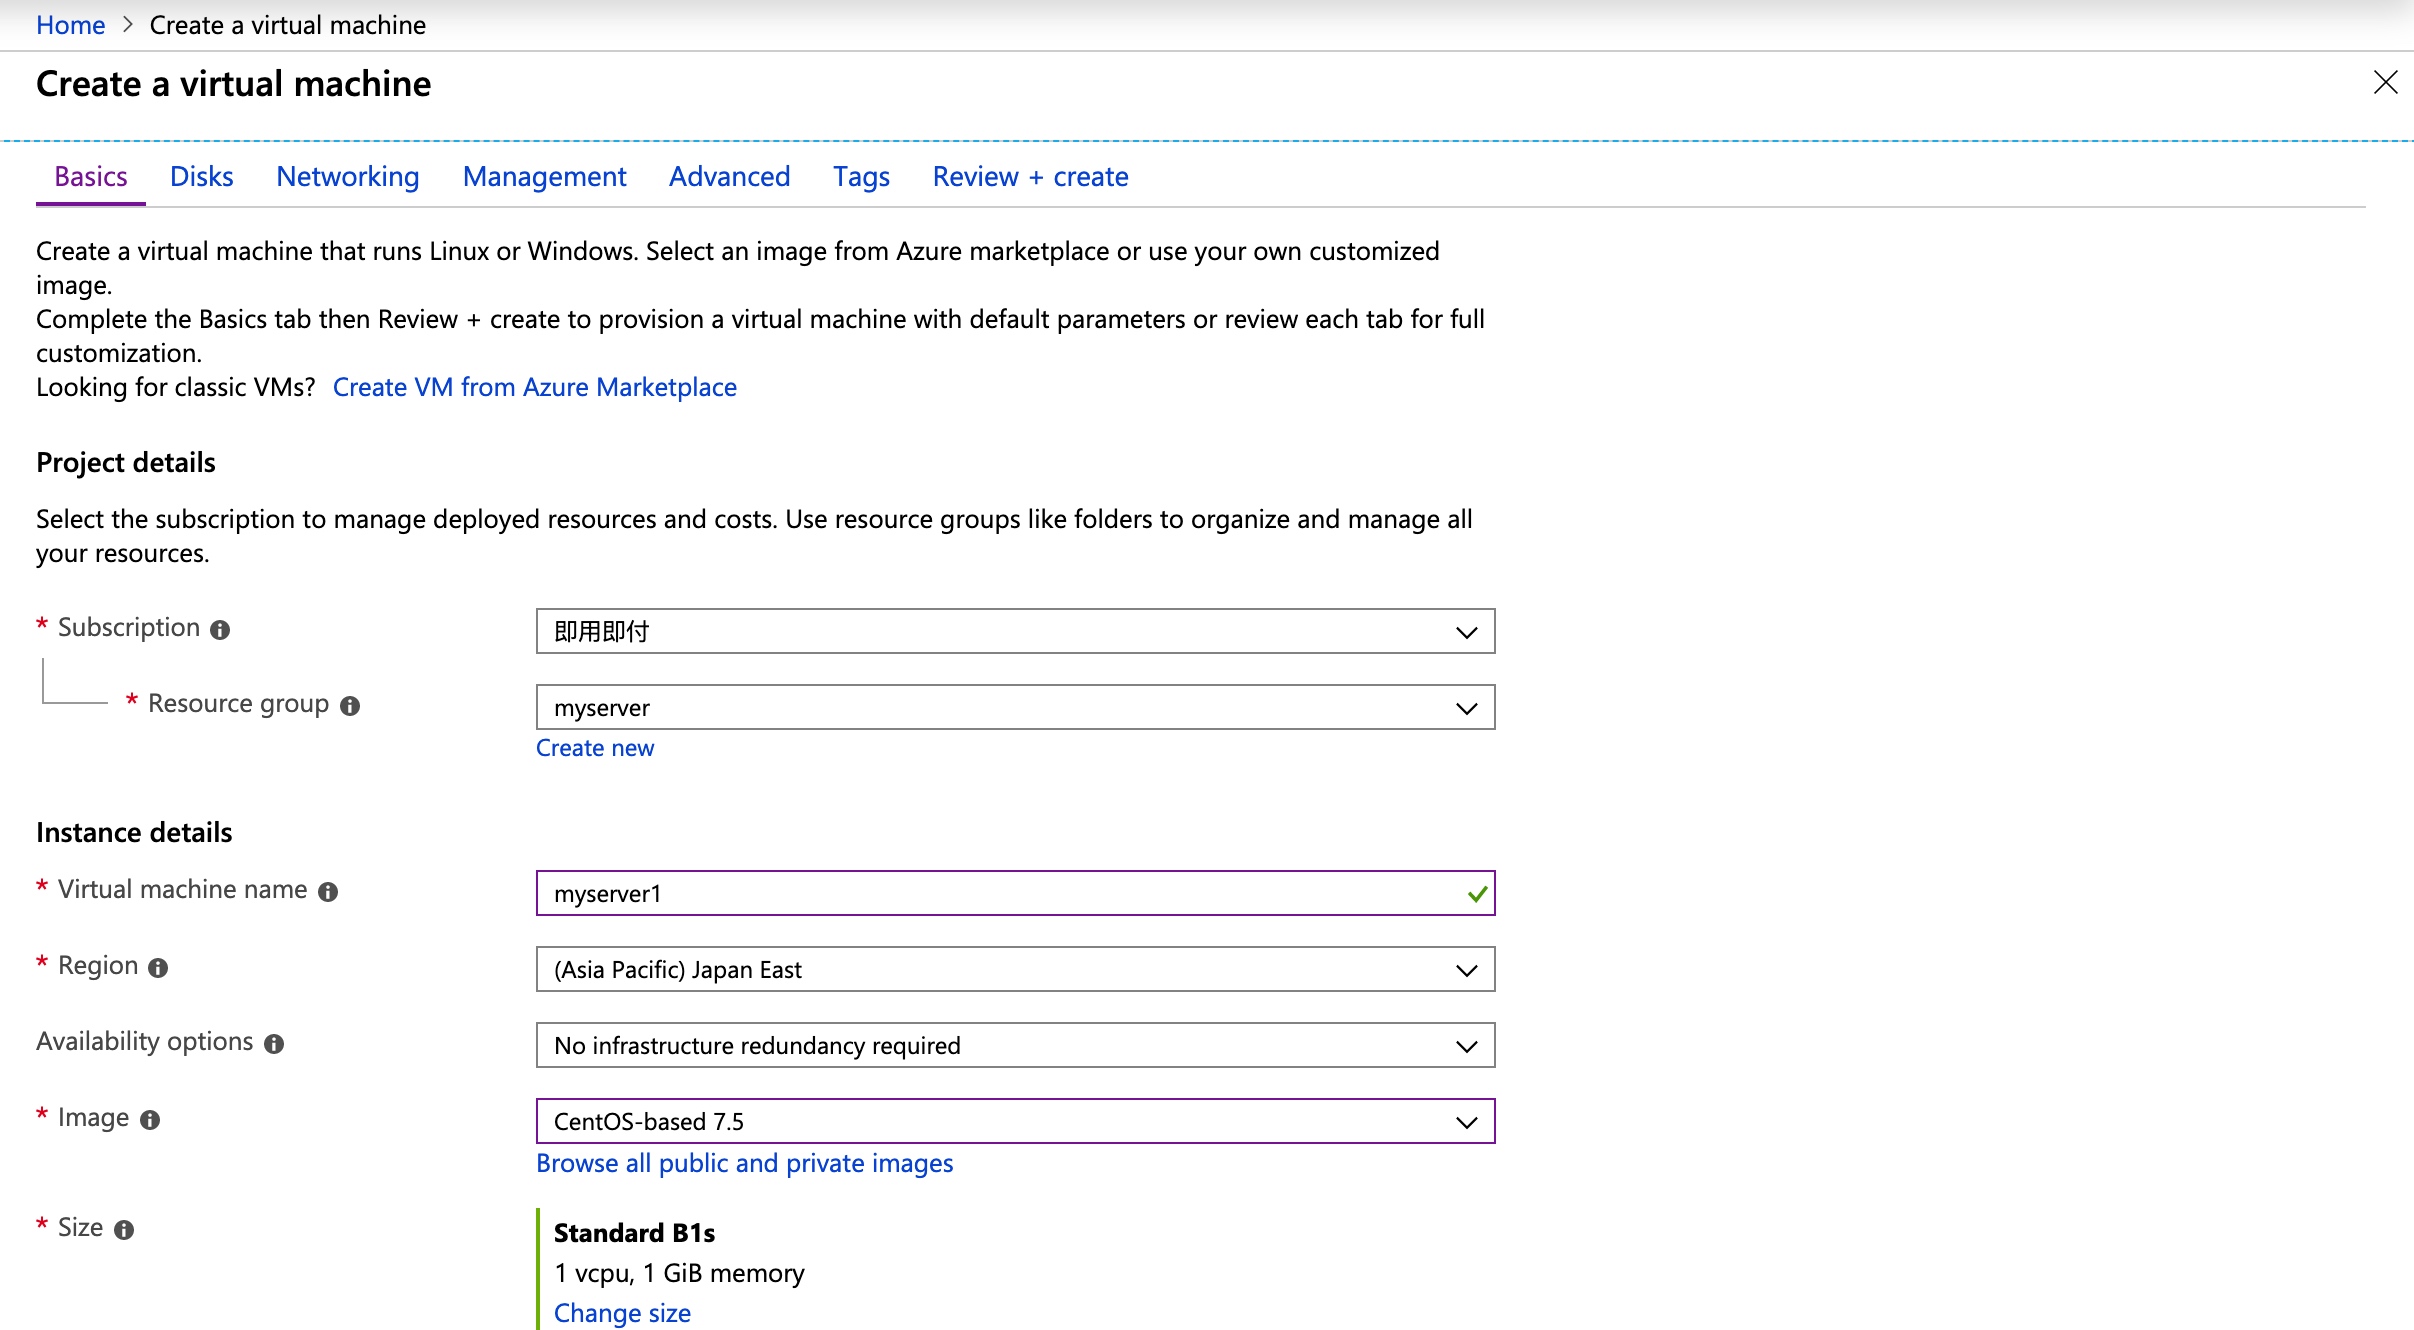 Home > Create a virtual machine
Create a virtual machine
Basics Disks Networking Management Advanced Tags Review + create
Create a virtual machine that runs Linux or Windows. Select an image from Azure marketplace or use your own customized
image.
Complete the Basics tab then Review + create to provision a virtual machine with default parameters or review each tab for full
customization.
Looking for classic VMs? Create VM from Azure Marketplace
Project details
Select the subscription to manage deployed resources and costs. Use resource groups like folders to organize and manage all
your resources.
* Subscription 即用即付
* Resource group myserver
Create new
Instance details
* Virtual machine name myserver1
* Region (Asia Pacific) Japan East
Availability options No infrastructure redundancy required
* Image CentOS-based 7.5
Browse all public and private images
* Size Standard B1s
1 vcpu, 1 GiB memory
Change size